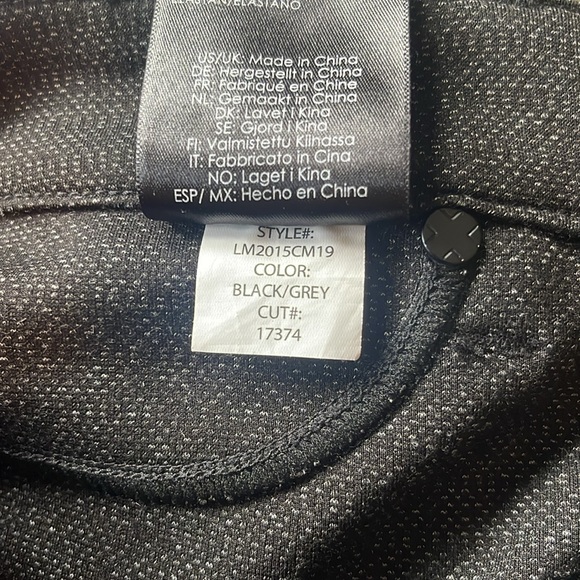 ELASTAN/ELASTANO
US/UK: Made in China
DE: Hergestellt in China
FR: Fabriqué en Chine
NL: Gemaakt in China
DK: Lavet i Kina
SE: Gjord i Kina
FI: Valmistettu Kiinassa
IT: Fabbricato in Cina
NO: Laget i Kina
ESP/ MX: Hecho en China
STYLE#:
LM2015CM19
COLOR:
BLACK/GREY
CUT#:
17374